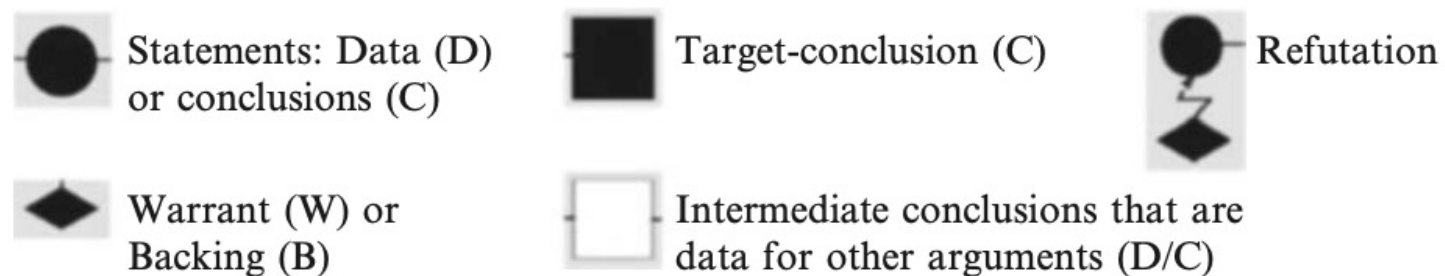 Statements: Data (D)
or conclusions (C)
Target-conclusion (C)
Refutation
Warrant (W) or
Backing (B)
Intermediate conclusions that are
data for other arguments (D/C)